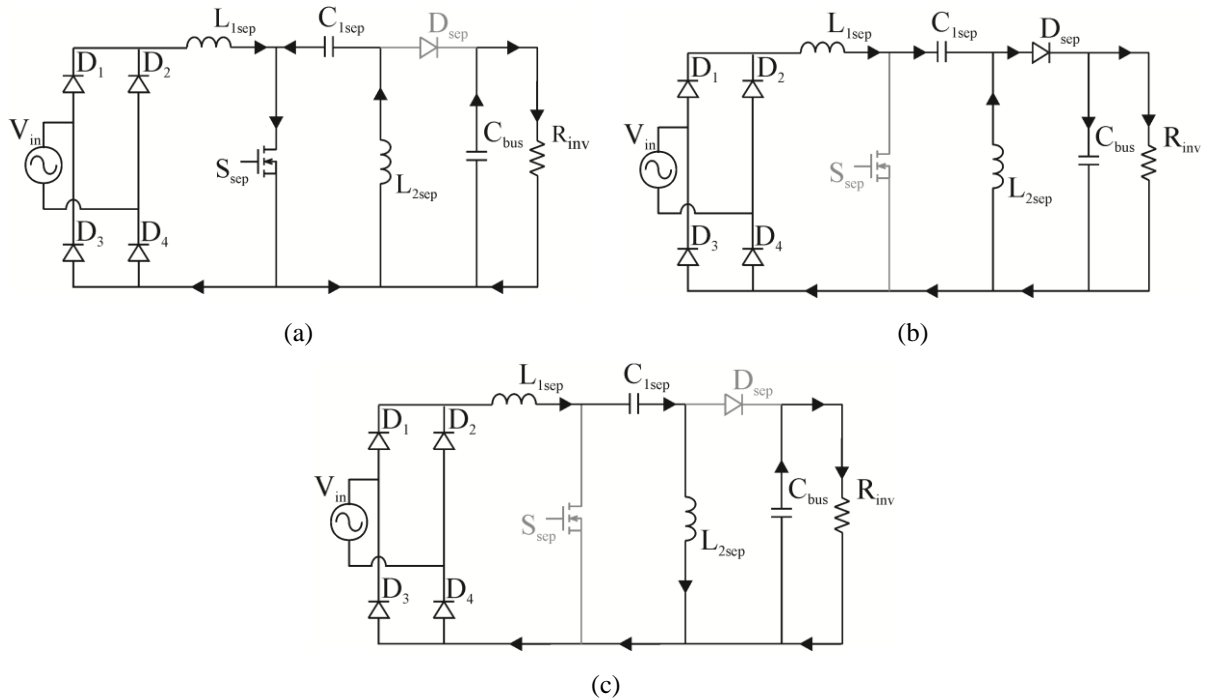 L1sep
C1sep
Dsep
D1
D2
Vin
Ssep
L2sep
Cbus
Rinv
D3
D4
(a)
L1sep
C1sep
Dsep
D1
D2
Vin
Ssep
L2sep
Cbus
Rinv
D3
D4
(b)
L1sep
C1sep
Dsep
D1
D2
Vin
Ssep
L2sep
Cbus
Rinv
D3
D4
(c)